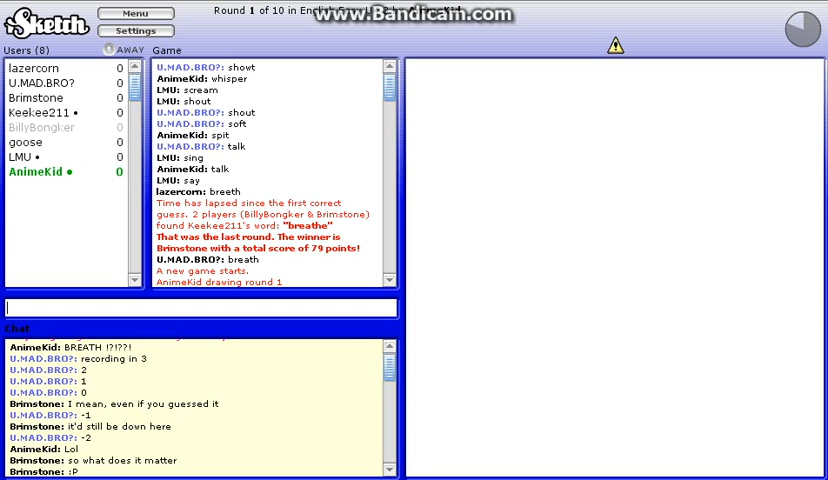 iSketch
Menu
Settings
Round 1 of 10 in English
www.Bandicam.com
Users (8)
AWAY
Game
lazercorn 0
U.MAD.BRO? 0
Brimstone 0
Keekee211 • 0
BillyBongker 0
goose 0
LMU • 0
AnimeKid • 0
U.MAD.BRO?: showt
AnimeKid: whisper
LMU: scream
LMU: shout
U.MAD.BRO?: shout
U.MAD.BRO?: soft
AnimeKid: spit
U.MAD.BRO?: talk
LMU: sing
AnimeKid: talk
LMU: say
lazercorn: breeth
Time has lapsed since the first correct
guess. 2 players (BillyBongker & Brimstone)
found Keekee211's word: "breathe"
That was the last round. The winner is
Brimstone with a total score of 79 points!
U.MAD.BRO?: breath
A new game starts.
AnimeKid drawing round 1
Chat
AnimeKid: BREATH !?!??!
U.MAD.BRO?: recording in 3
U.MAD.BRO?: 2
U.MAD.BRO?: 1
U.MAD.BRO?: 0
Brimstone: I mean, even if you guessed it
U.MAD.BRO?: -1
Brimstone: it'd still be down here
U.MAD.BRO?: -2
AnimeKid: Lol
Brimstone: so what does it matter
Brimstone: :P